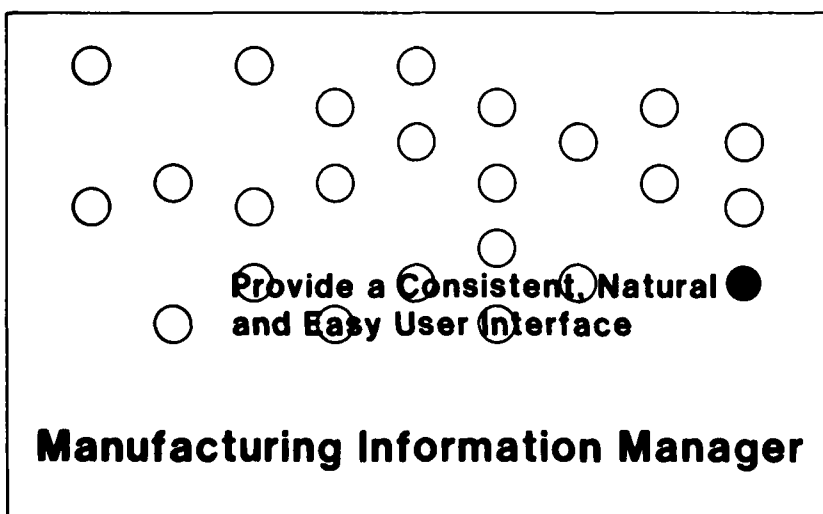 Provide a Consistent, Natural
and Easy User Interface
Manufacturing Information Manager